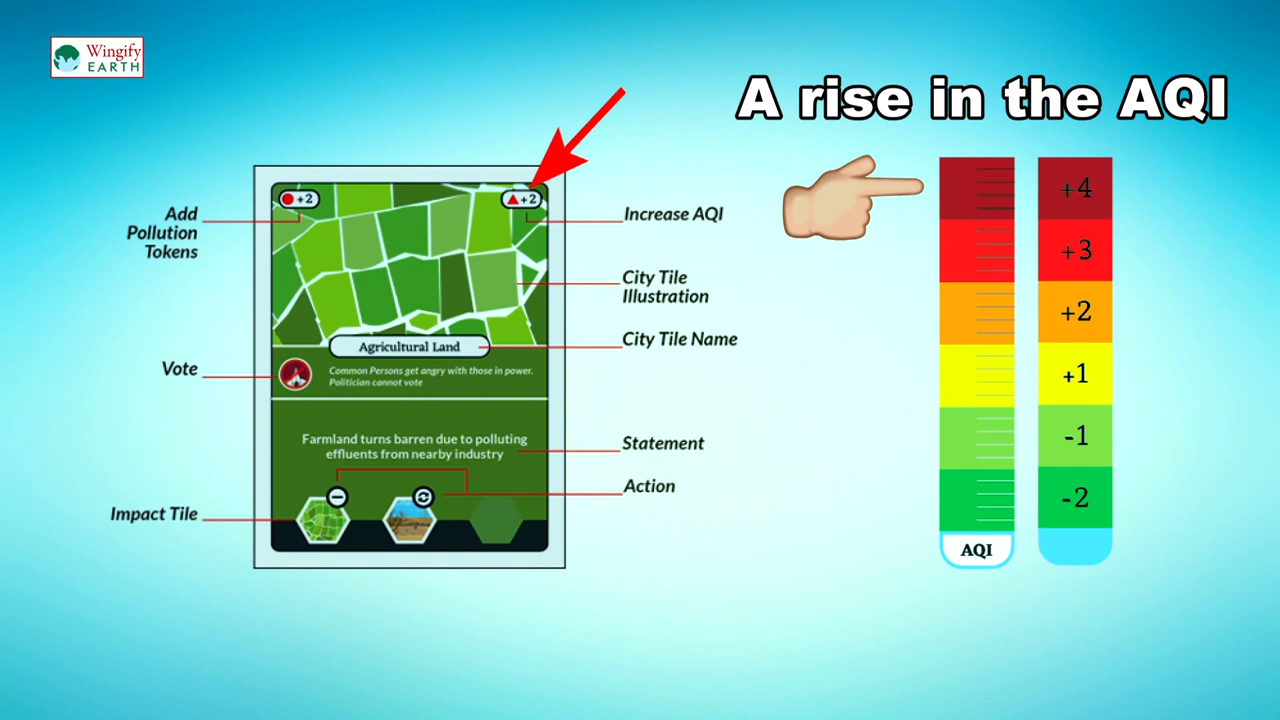 Wingify
EARTH
A rise in the AQI
+2
+2
Add
Pollution
Tokens
Increase AQI
City Tile
Illustration
City Tile Name
Agricultural Land
Vote
Common Persons get angry with those in power.
Politician cannot vote
Farmland turns barren due to polluting
effluents from nearby industry
Statement
Action
Impact Tile
+4
+3
+2
+1
-1
-2
AQI